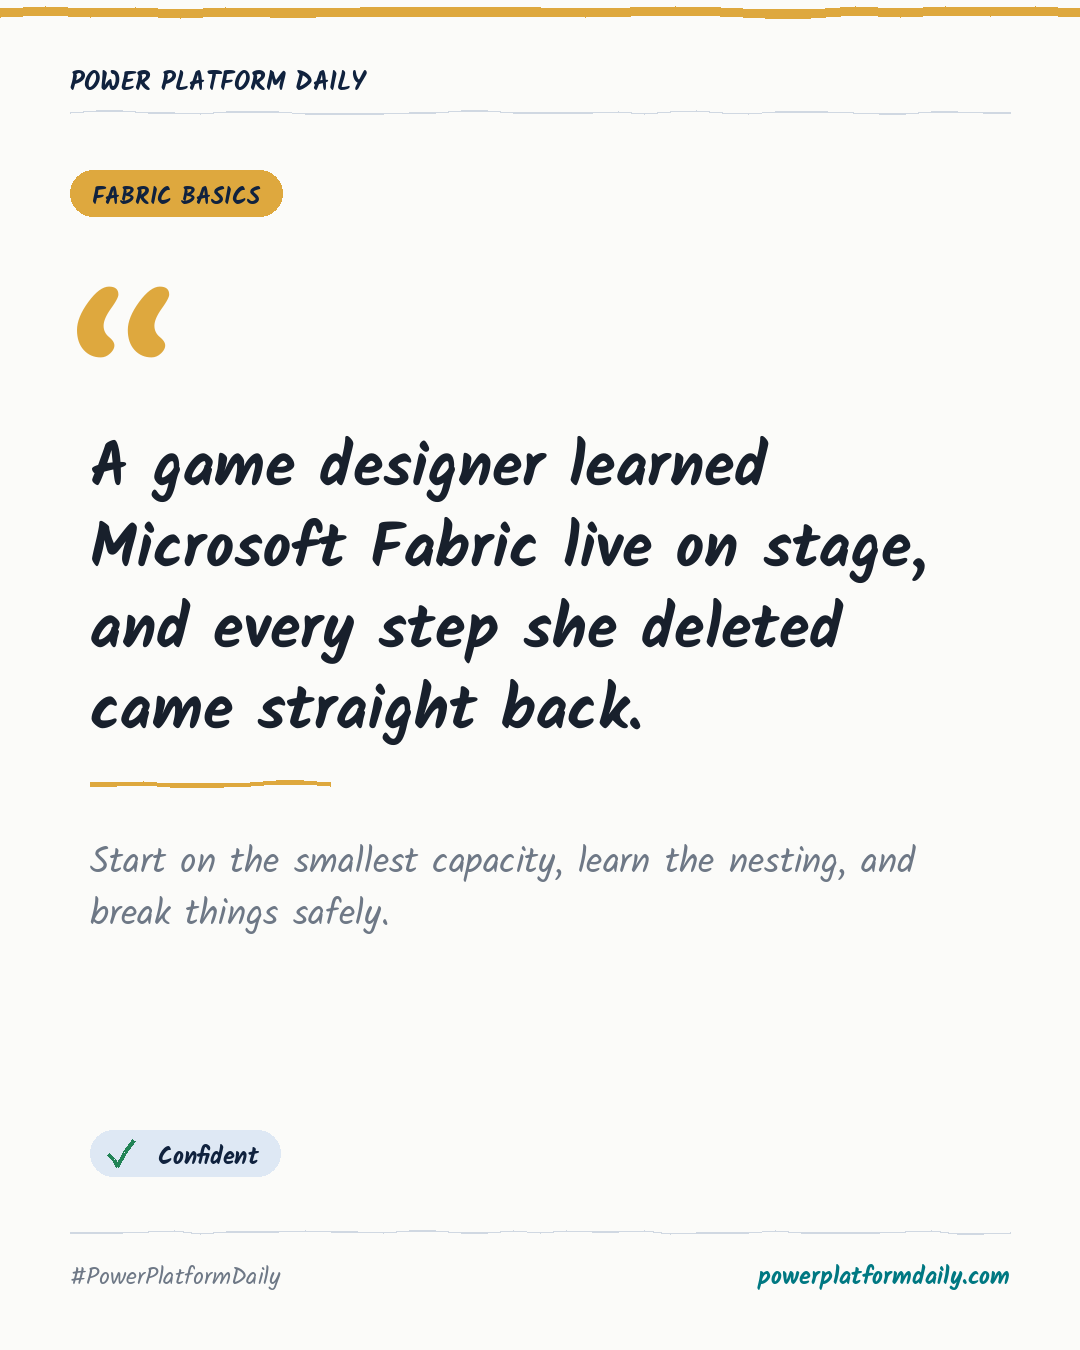 POWER PLATFORM DAILY
FABRIC BASICS
“
A game designer learned
Microsoft Fabric live on stage,
and every step she deleted
came straight back.
Start on the smallest capacity, learn the nesting, and
break things safely.
Confident
#PowerPlatformDaily
powerplatformdaily.com